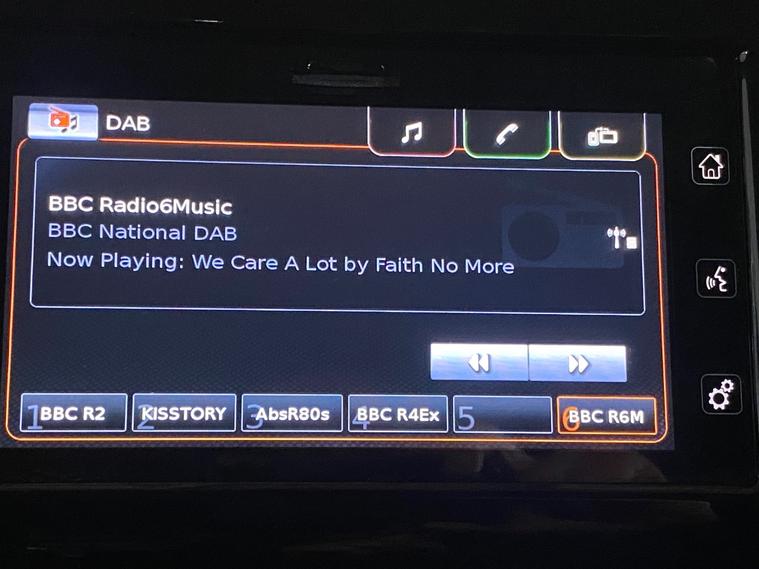 DAB
BBC Radio6Music
BBC National DAB
Now Playing: We Care A Lot by Faith No More
1 BBC R2
2 KISSTORY
3 AbsR80s
4 BBC R4Ex
5
6 BBC R6M